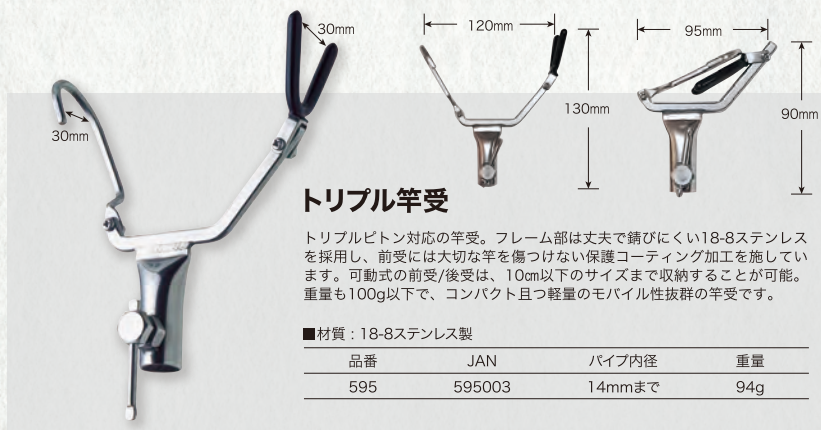 30mm
30mm
120mm
130mm
95mm
90mm
トリプル竿受
トリプルピトン対応の竿受。フレーム部は丈夫で錆びにくい18-8ステンレス
を採用し、前受には大切な竿を傷つけない保護コーティング加工を施してい
ます。可動式の前受/後受は、10㎝以下のサイズまで収納することが可能。
重量も100g以下で、コンパクト且つ軽量のモバイル性抜群の竿受です。
■材質：18-8ステンレス製
品番 JAN パイプ内径 重量
595 595003 14mmまで 94g